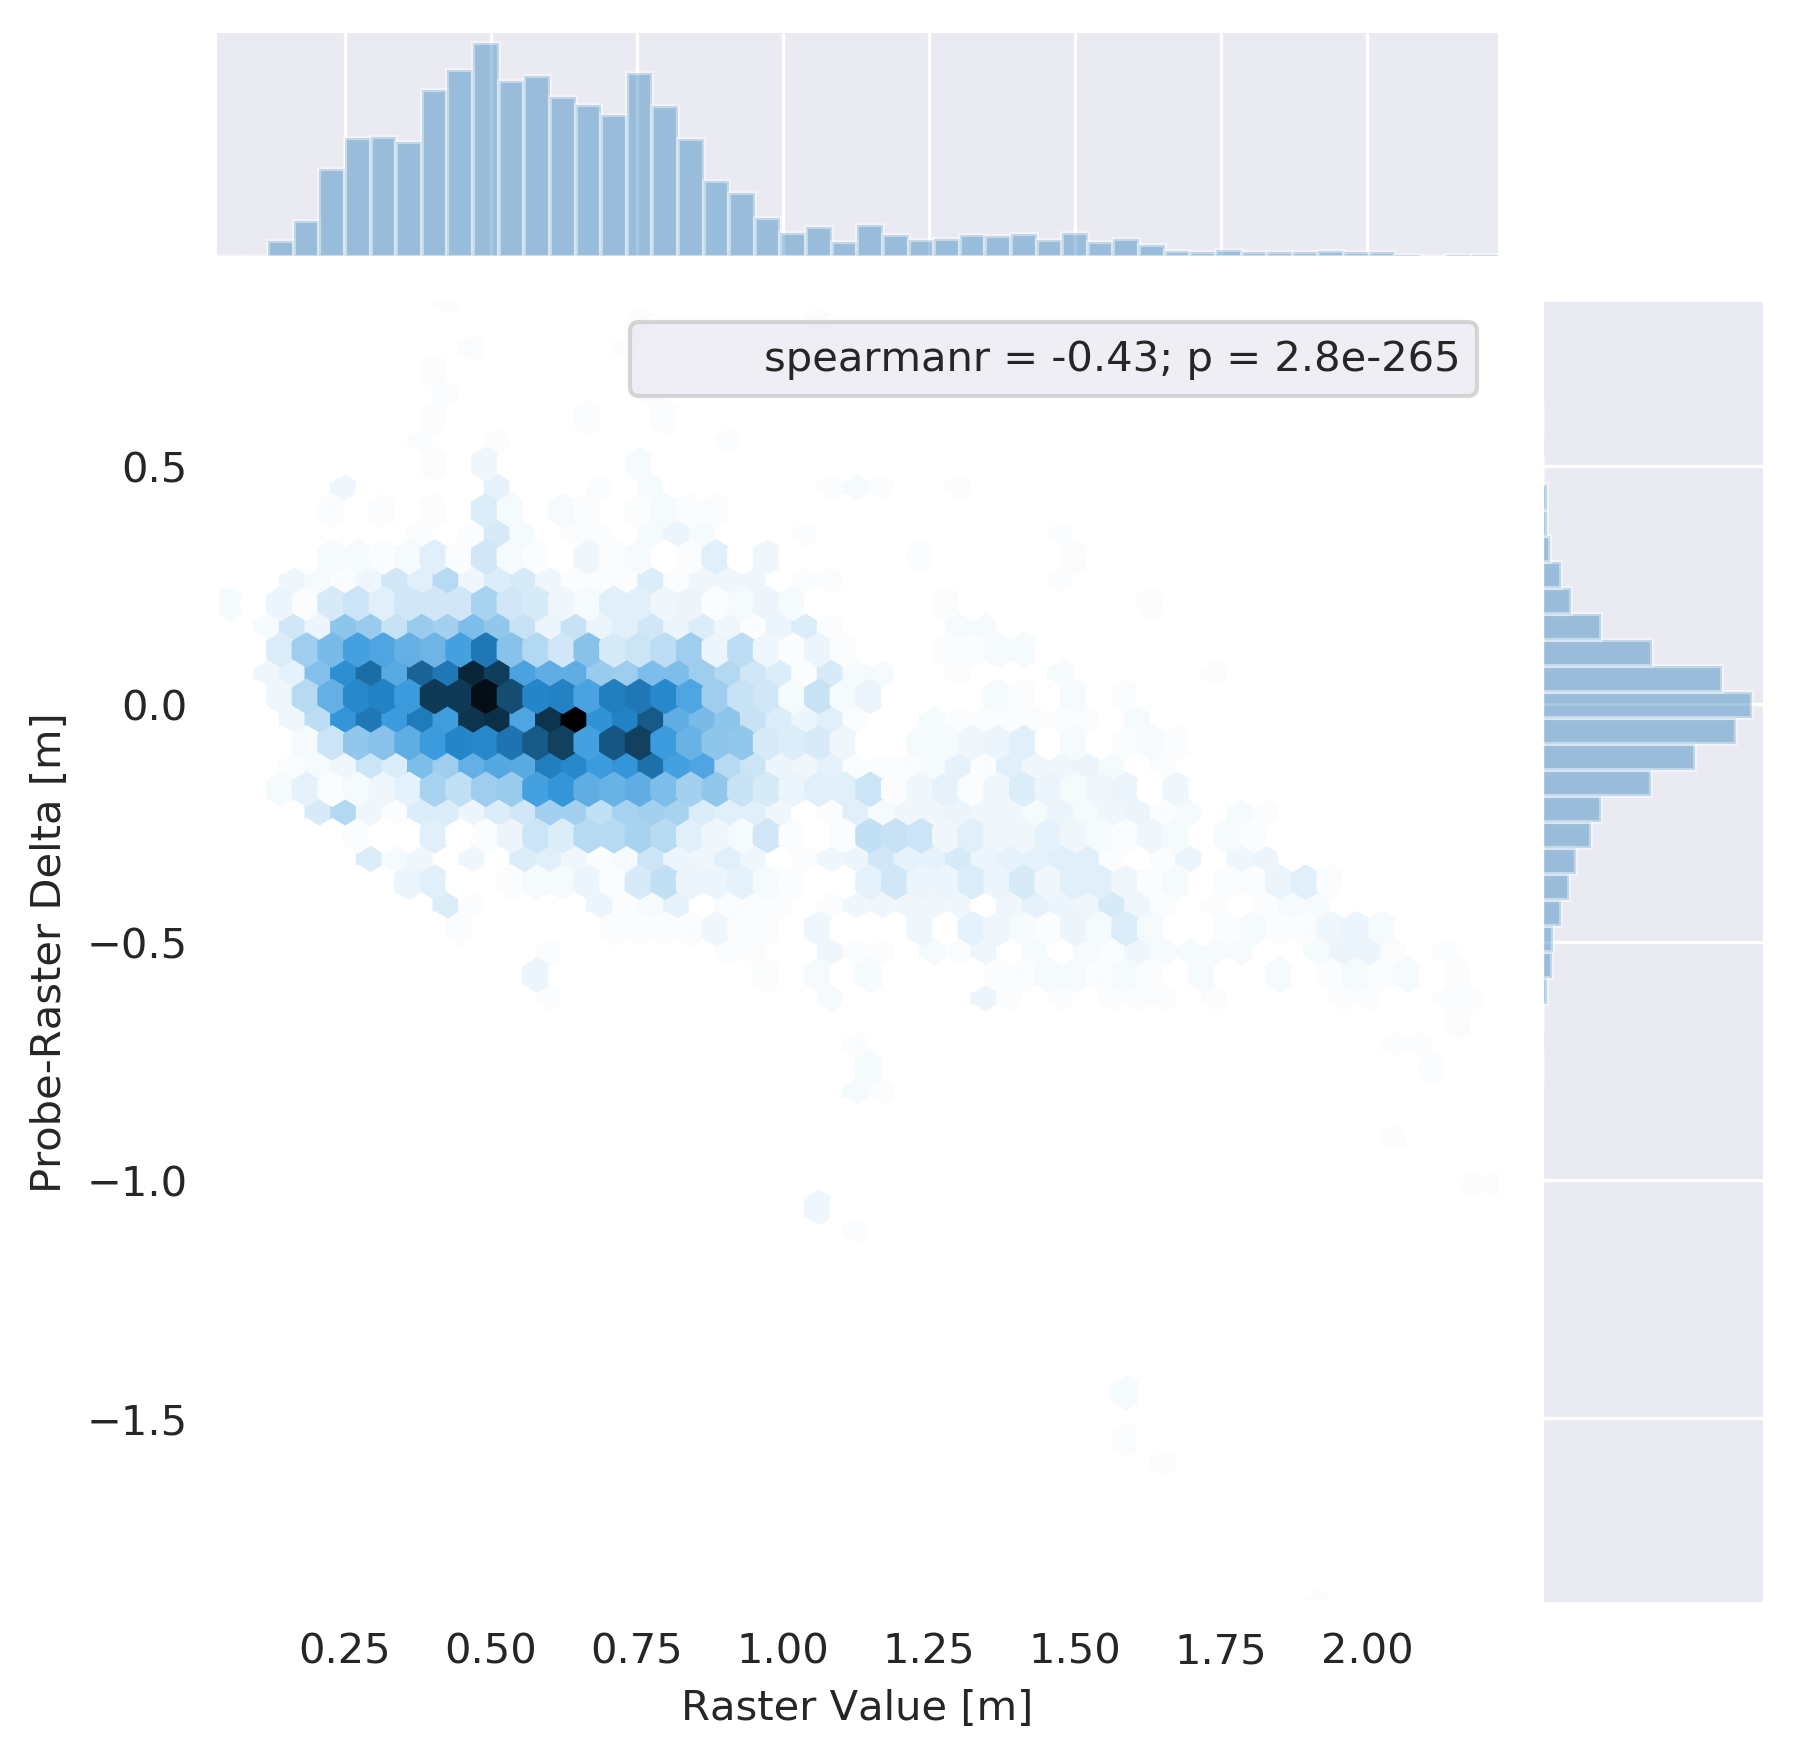 spearmanr = -0.43; p = 2.8e-265
0.5
0.0
−0.5
−1.0
−1.5
Probe-Raster Delta [m]
0.25 0.50 0.75 1.00 1.25 1.50 1.75 2.00
Raster Value [m]